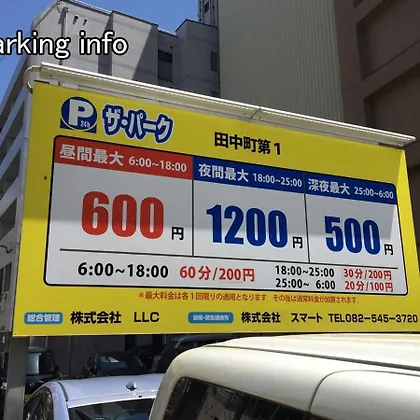 arking info
P 24h ザ・パーク 田中町第1
昼間最大 6:00~18:00
600円
夜間最大 18:00~25:00
1200円
深夜最大 25:00~6:00
500円
6:00~18:00 60分/200円
18:00~25:00 30分/200円
25:00~ 6:00 20分/100円
※最大料金は各1回限りの適用となります。その後は通常料金が加算されます。
総合管理 株式会社 LLC
故障・緊急連絡先 株式会社 スマート TEL082-545-3720